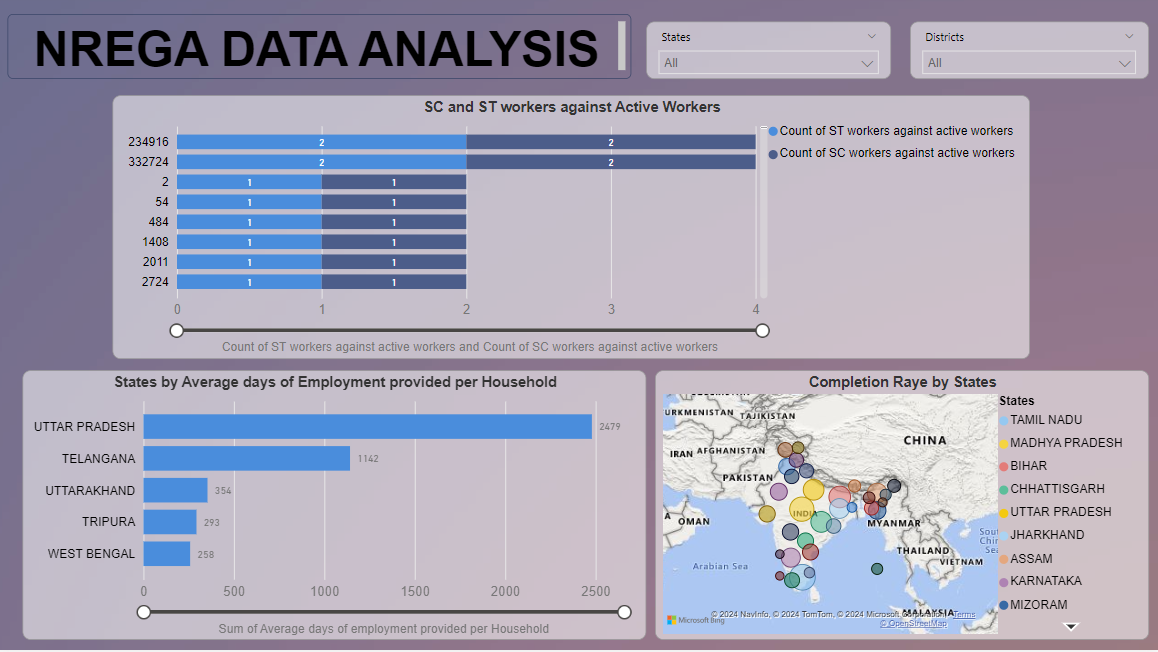 NREGA DATA ANALYSIS
States
All
Districts
All
SC and ST workers against Active Workers
234916 2 2
332724 2 2
2 1 1
54 1 1
484 1 1
1408 1 1
2011 1 1
2724 1 1
0 1 2 3 4
Count of ST workers against active workers and Count of SC workers against active workers
Count of ST workers against active workers
Count of SC workers against active workers
States by Average days of Employment provided per Household
UTTAR PRADESH 2479
TELANGANA 1142
UTTARAKHAND 354
TRIPURA 293
WEST BENGAL 258
0 500 1000 1500 2000 2500
Sum of Average days of employment provided per Household
Completion Raye by States
URKMENISTAN
TAJIKISTAN
CHINA
IRAN
AFGHANISTAN
PAKISTAN
OMAN
INDIA
MYANMAR
THAILAND
VIETNAM
Arabian Sea
MALAYSIA
Microsoft Bing
© 2024 NavInfo, © 2024 TomTom, © 2024 Microsoft Corporation Terms
© OpenStreetMap
States
TAMIL NADU
MADHYA PRADESH
BIHAR
CHHATTISGARH
UTTAR PRADESH
JHARKHAND
ASSAM
KARNATAKA
MIZORAM